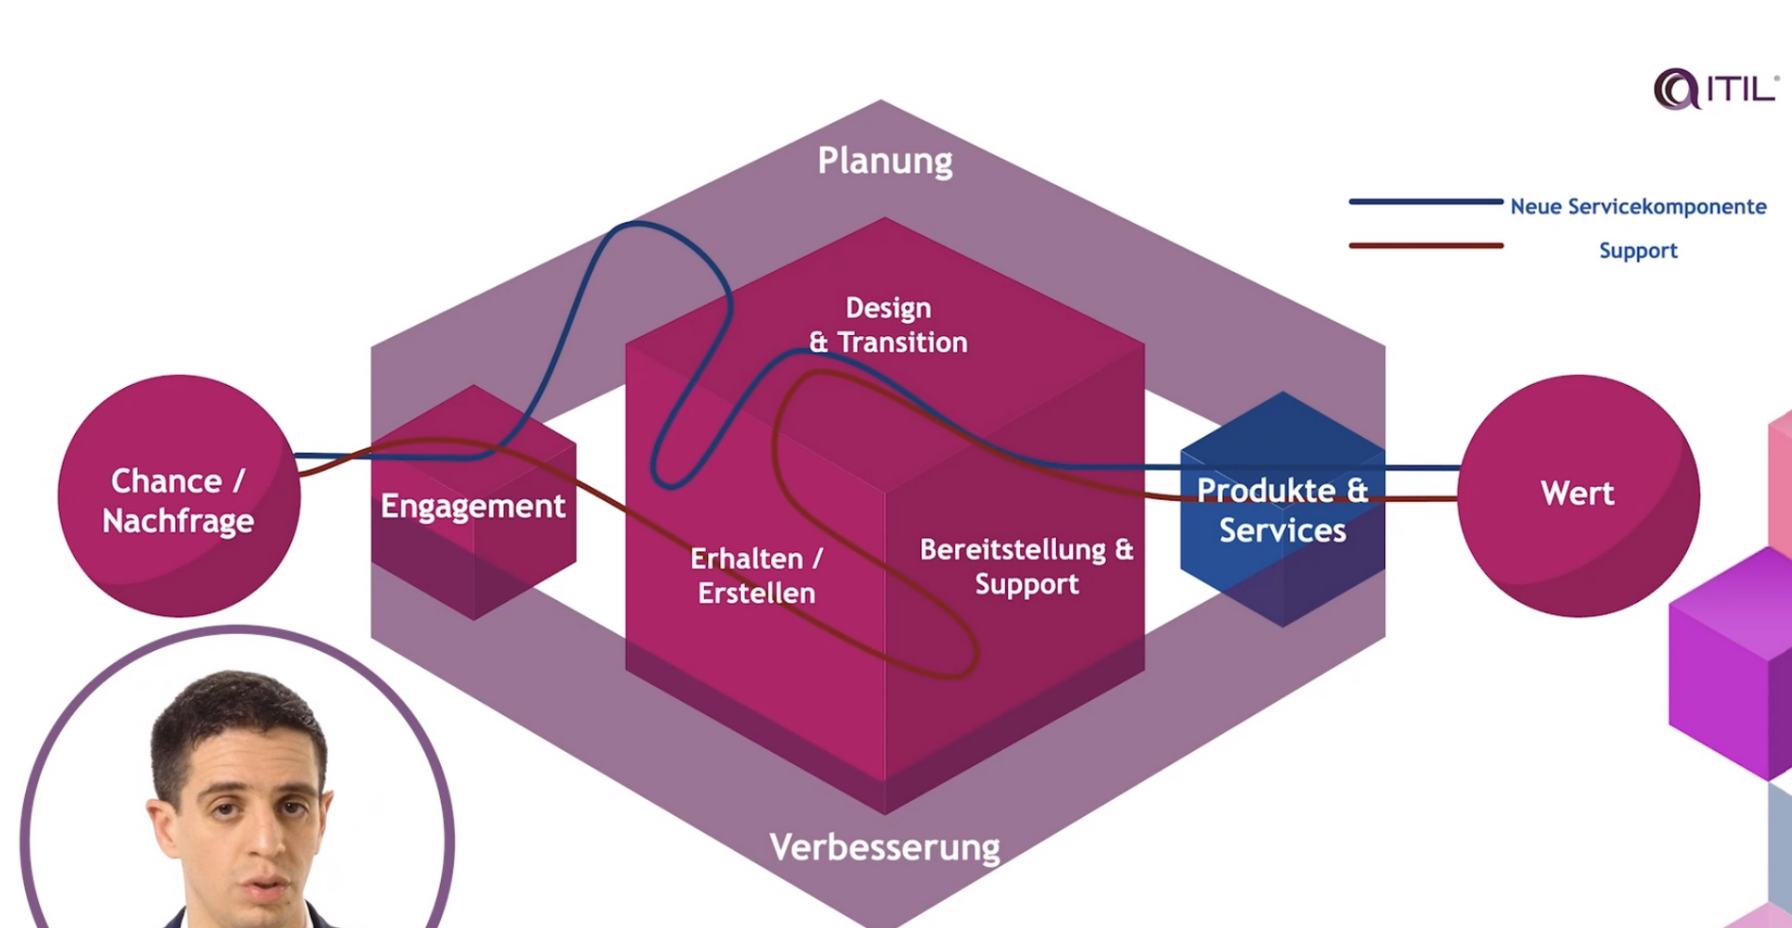 ITIL®
Planung
Neue Servicekomponente
Support
Design
& Transition
Chance /
Nachfrage
Engagement
Erhalten /
Erstellen
Bereitstellung &
Support
Produkte &
Services
Wert
Verbesserung